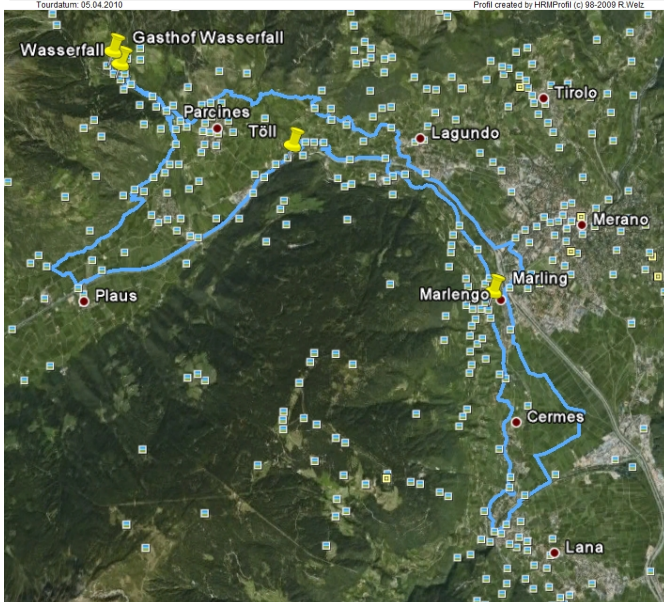 Tourdatum: 05.04.2010
Profil created by HRMProfil (c) 98-2009 R.Welz
Gasthof Wasserfall
Wasserfall
Tirolo
Parcines
Töll
Lagundo
Merano
Marling
Marlengo
Plaus
Cermes
Lana